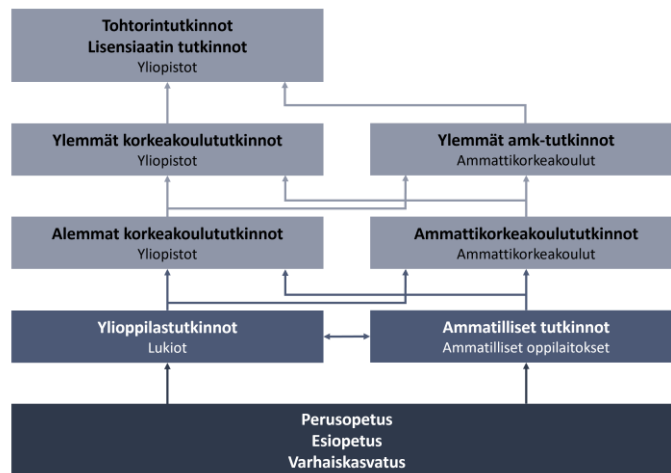 Tohtorintutkinnot
Lisensiaatin tutkinnot
Yliopistot
Ylemmät korkeakoulututkinnot
Yliopistot
Ylemmät amk-tutkinnot
Ammattikorkeakoulut
Alemmat korkeakoulututkinnot
Yliopistot
Ammattikorkeakoulututkinnot
Ammattikorkeakoulut
Ylioppilastutkinnot
Lukiot
Ammatilliset tutkinnot
Ammatilliset oppilaitokset
Perusopetus
Esiopetus
Varhaiskasvatus